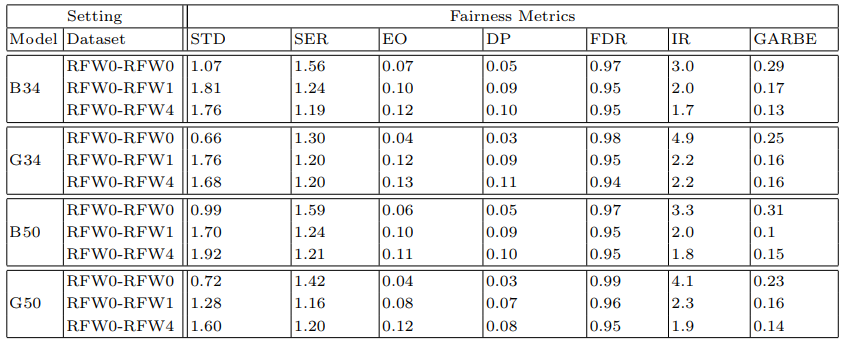 Setting Fairness Metrics
Model Dataset STD SER EO DP FDR IR GARBE
RFW0-RFW0 1.07 1.56 0.07 0.05 0.97 3.0 0.29
B34 RFW0-RFW1 1.81 1.24 0.10 0.09 0.95 2.0 0.17
RFW0-RFW4 1.76 1.19 0.12 0.10 0.95 1.7 0.13
RFW0-RFW0 0.66 1.30 0.04 0.03 0.98 4.9 0.25
G34 RFW0-RFW1 1.76 1.20 0.12 0.09 0.95 2.2 0.16
RFW0-RFW4 1.68 1.20 0.13 0.11 0.94 2.2 0.16
RFW0-RFW0 0.99 1.59 0.06 0.05 0.97 3.3 0.31
B50 RFW0-RFW1 1.70 1.24 0.10 0.09 0.95 2.0 0.1
RFW0-RFW4 1.92 1.21 0.11 0.10 0.95 1.8 0.15
RFW0-RFW0 0.72 1.42 0.04 0.03 0.99 4.1 0.23
G50 RFW0-RFW1 1.28 1.16 0.08 0.07 0.96 2.3 0.16
RFW0-RFW4 1.60 1.20 0.12 0.08 0.95 1.9 0.14